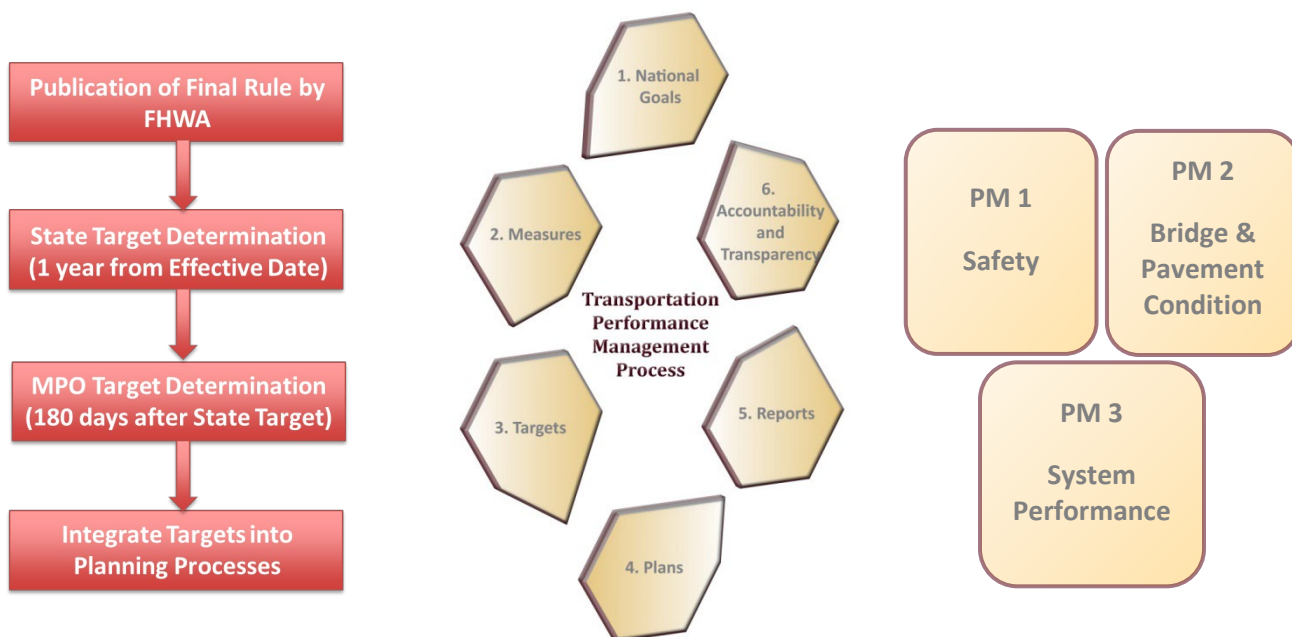 Publication of Final Rule by
FHWA
State Target Determination
(1 year from Effective Date)
MPO Target Determination
(180 days after State Target)
Integrate Targets into
Planning Processes
1. National
Goals
2. Measures
3. Targets
4. Plans
5. Reports
6.
Accountability
and
Transparency
Transportation
Performance
Management
Process
PM 1
Safety
PM 2
Bridge &
Pavement
Condition
PM 3
System
Performance